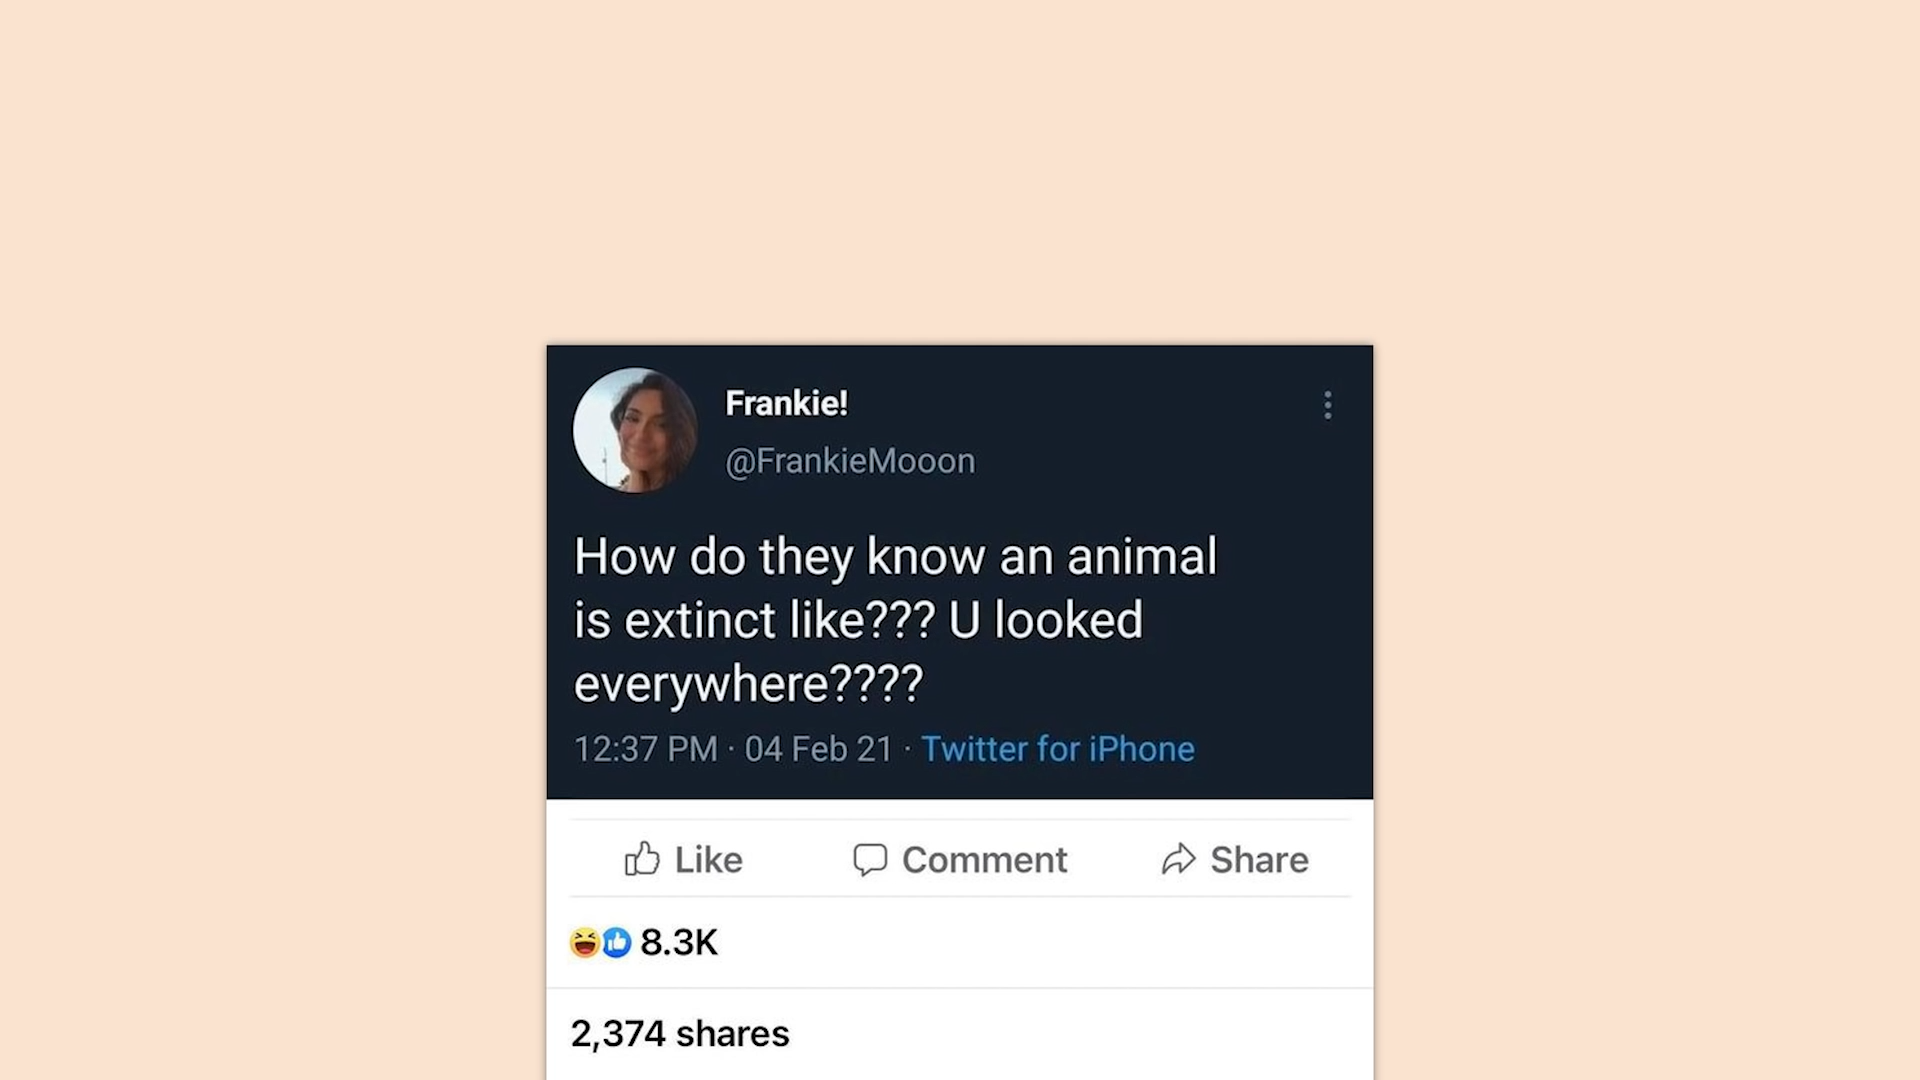 Frankie!
@FrankieMooon
How do they know an animal
is extinct like??? U looked
everywhere????
12:37 PM · 04 Feb 21 · Twitter for iPhone
Like Comment Share
8.3K
2,374 shares